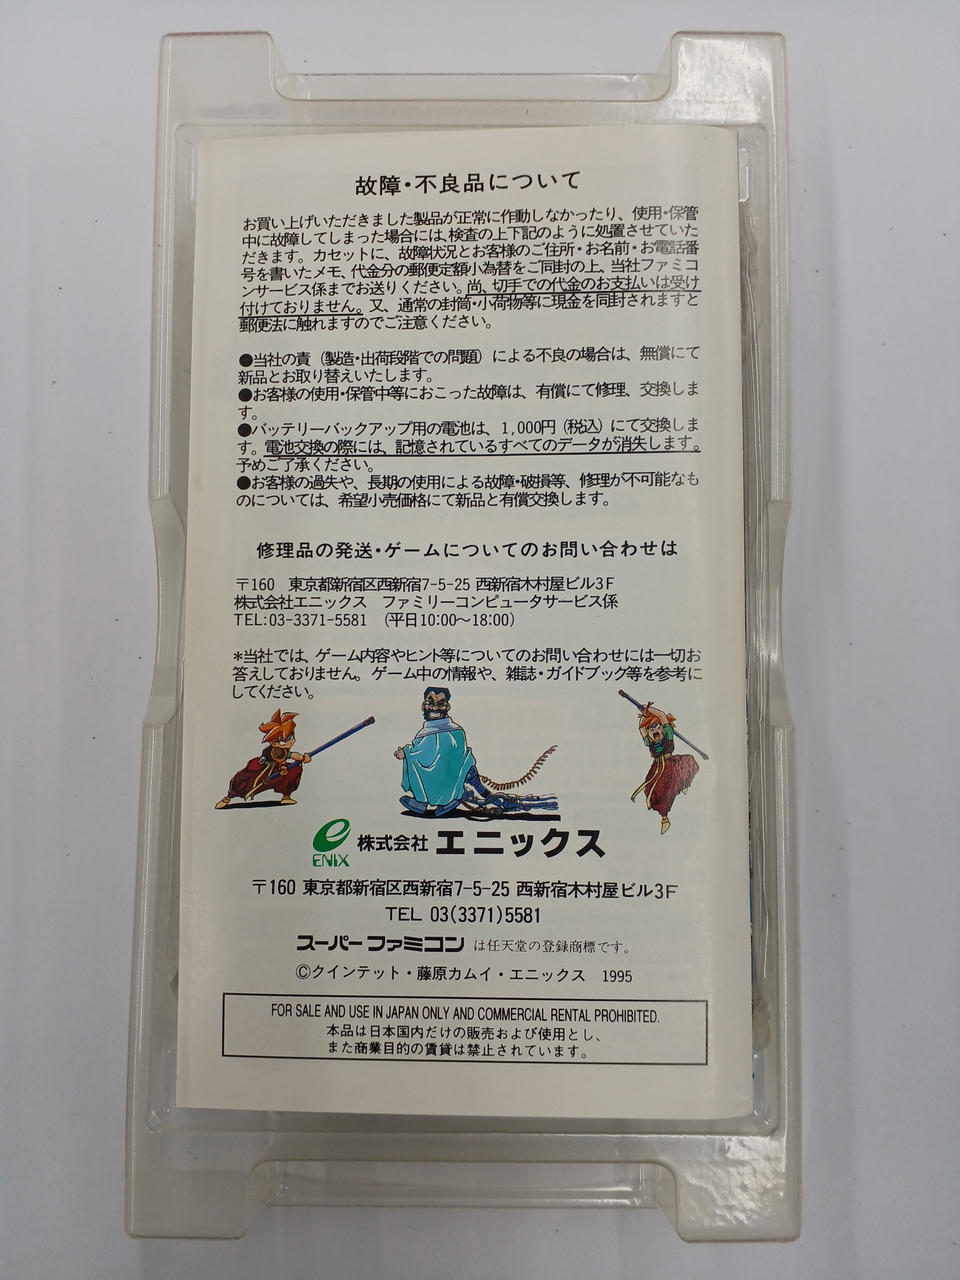 故障・不良品について
お買い上げいただきました製品が正常に作動しなかったり、使用・保管
中に故障してしまった場合には、検査の上下記のように処置させていた
だきます。カセットに、故障状況とお客様のご住所・お名前・お電話番
号を書いたメモ、代金分の郵便定額小為替をご同封の上、当社ファミコ
ンサービス係までお送りください。尚、切手での代金のお支払いは受け
付けておりません。又、通常の封筒・小荷物等に現金を同封されますと
郵便法に触れますのでご注意ください。
●当社の責（製造・出荷段階での問題）による不良の場合は、無償にて
新品とお取り替えいたします。
●お客様の使用・保管中等におこった故障は、有償にて修理、交換しま
す。
●バッテリーバックアップ用の電池は、1,000円（税込）にて交換しま
す。電池交換の際には、記憶されているすべてのデータが消失します。
予めご了承ください。
●お客様の過失や、長期の使用による故障・破損等、修理が不可能なも
のについては、希望小売価格にて新品と有償交換します。
修理品の発送・ゲームについてのお問い合わせは
〒160 東京都新宿区西新宿7-5-25 西新宿木村屋ビル3F
株式会社エニックス ファミリーコンピュータサービス係
TEL:03-3371-5581 （平日10:00〜18:00）
*当社では、ゲーム内容やヒント等についてのお問い合わせには一切お
答えしておりません。ゲーム中の情報や、雑誌・ガイドブック等を参考に
してください。
ENIX 株式会社 エニックス
〒160 東京都新宿区西新宿7-5-25 西新宿木村屋ビル3F
TEL 03(3371)5581
スーパーファミコン は任天堂の登録商標です。
©クインテット・藤原カムイ・エニックス 1995
FOR SALE AND USE IN JAPAN ONLY AND COMMERCIAL RENTAL PROHIBITED.
本品は日本国内だけの販売および使用とし、
また商業目的の賃貸は禁止されています。